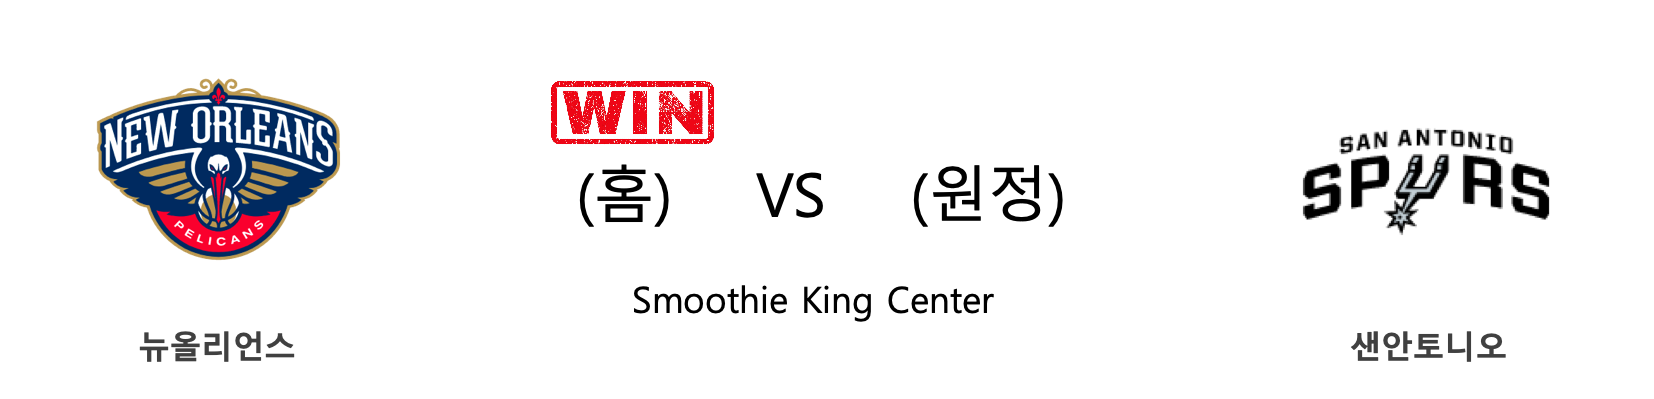 NEW ORLEANS
PELICANS
WIN
(홈) VS (원정)
SAN ANTONIO
SPURS
Smoothie King Center
뉴올리언스
샌안토니오